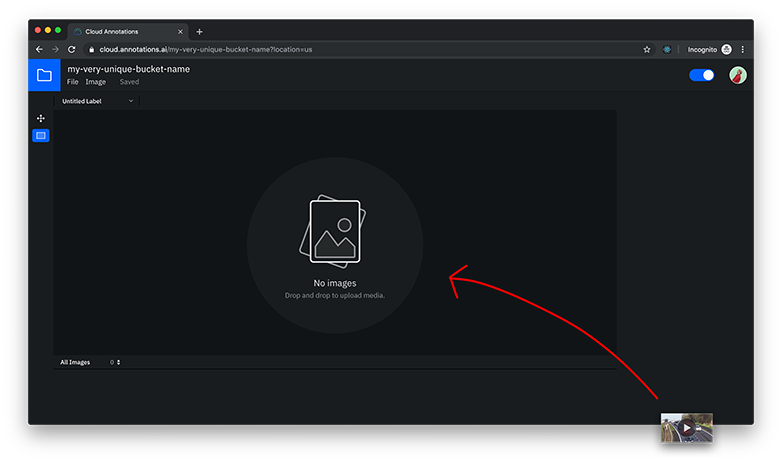 Cloud Annotations
cloud.annotations.ai/my-very-unique-bucket-name?location=us
Incognito
my-very-unique-bucket-name
File Image Saved
Untitled Label
No images
Drop and drop to upload media.
All Images 0